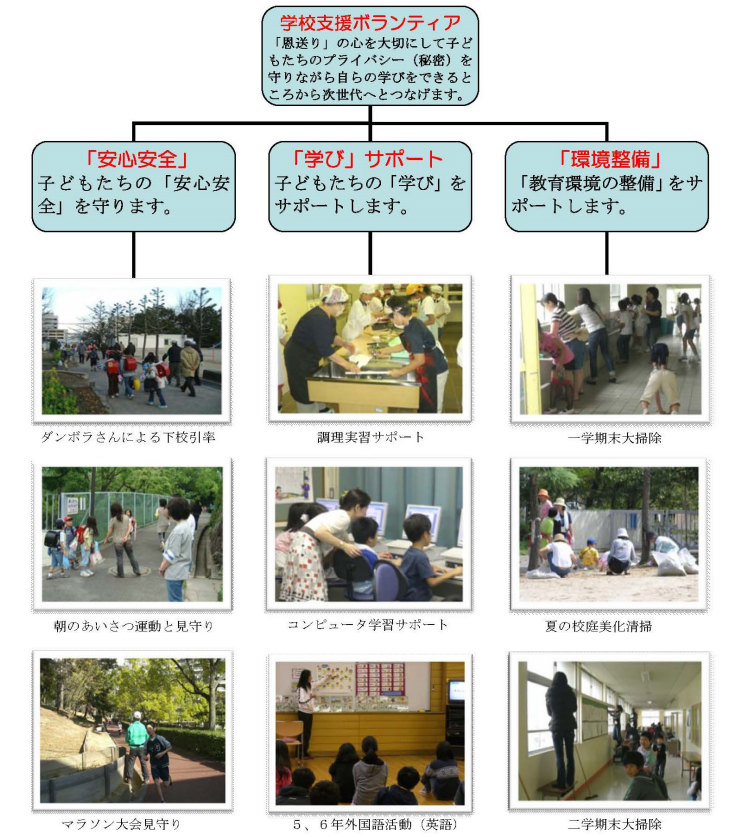 学校支援ボランティア
「恩送り」の心を大切にして子ど
もたちのプライバシー（秘密）を
守りながら自らの学びをできると
ころから次世代へとつなげます。
「安心安全」
子どもたちの「安心安
全」を守ります。
「学び」サポート
子どもたちの「学び」を
サポートします。
「環境整備」
「教育環境の整備」をサ
ポートします。
ダンボラさんによる下校引率
調理実習サポート
一学期末大掃除
朝のあいさつ運動と見守り
コンピュータ学習サポート
夏の校庭美化清掃
マラソン大会見守り
５、６年外国語活動（英語）
二学期末大掃除